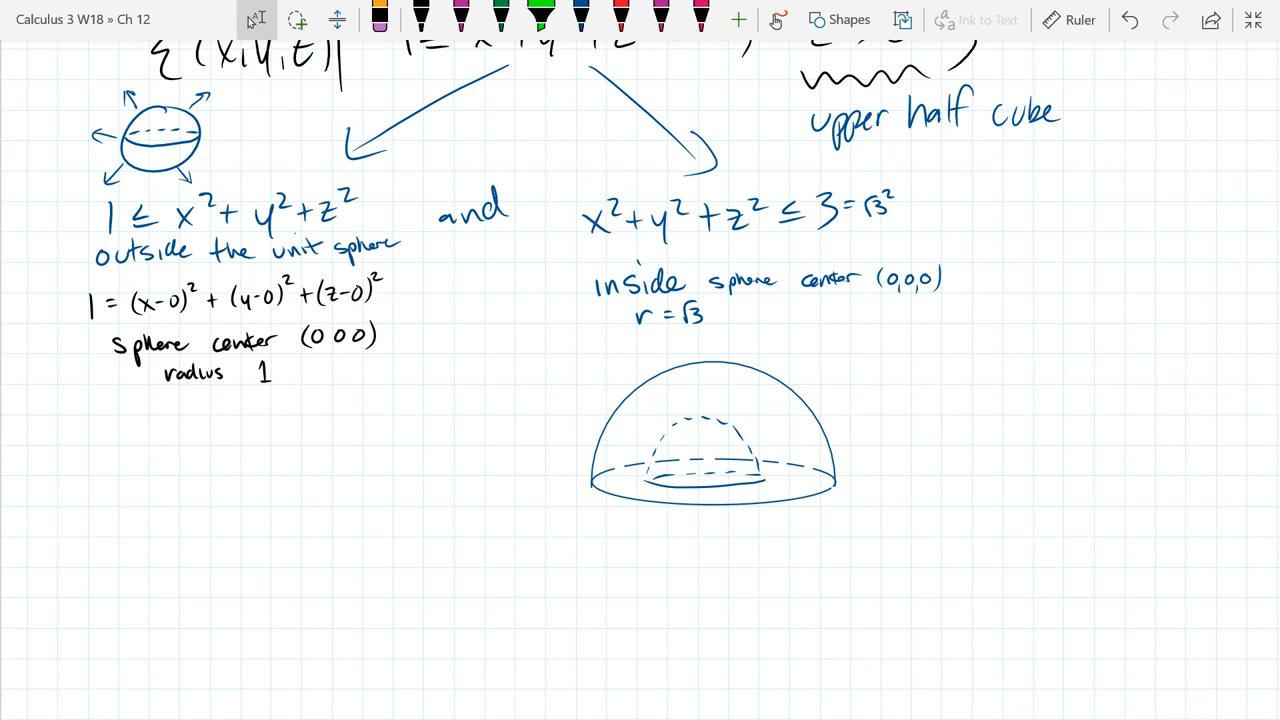 Calculus 3 W18 » Ch 12
Shapes
Ink to Text
Ruler
{(x,y,z)|
upper half cube
1 ≤ x² + y² + z² and x² + y² + z² ≤ 3 = √3²
outside the unit sphere
inside sphere center (0,0,0)
r = √3
1 = (x-0)² + (y-0)² + (z-0)²
sphere center (0 0 0)
radius 1